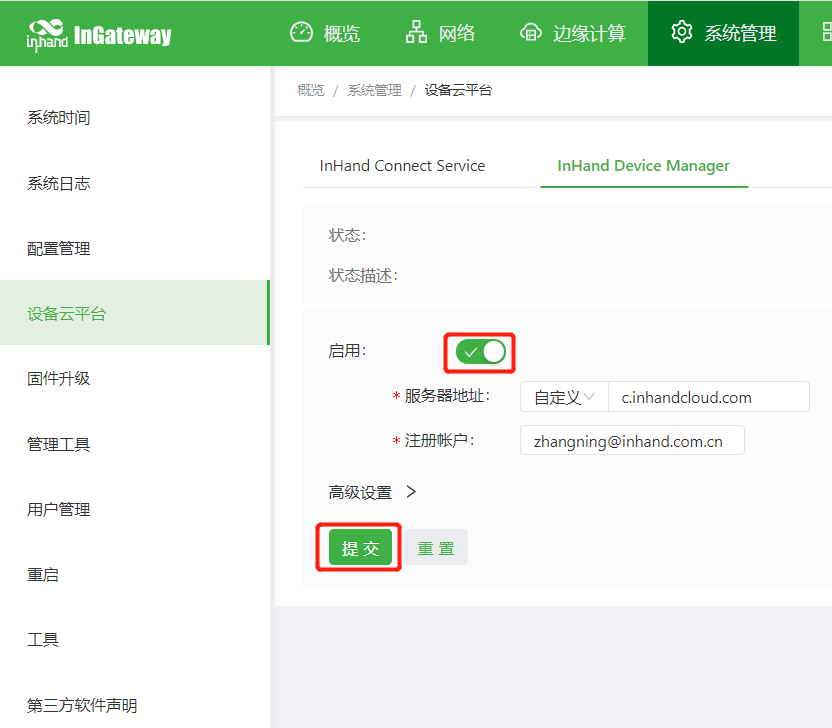 inhand InGateway
概览
网络
边缘计算
系统管理
概览 / 系统管理 / 设备云平台
系统时间
系统日志
配置管理
设备云平台
固件升级
管理工具
用户管理
重启
工具
第三方软件声明
InHand Connect Service
InHand Device Manager
状态:
状态描述:
启用:
* 服务器地址: 自定义 c.inhandcloud.com
* 注册帐户: zhangning@inhand.com.cn
高级设置 >
提交 重置